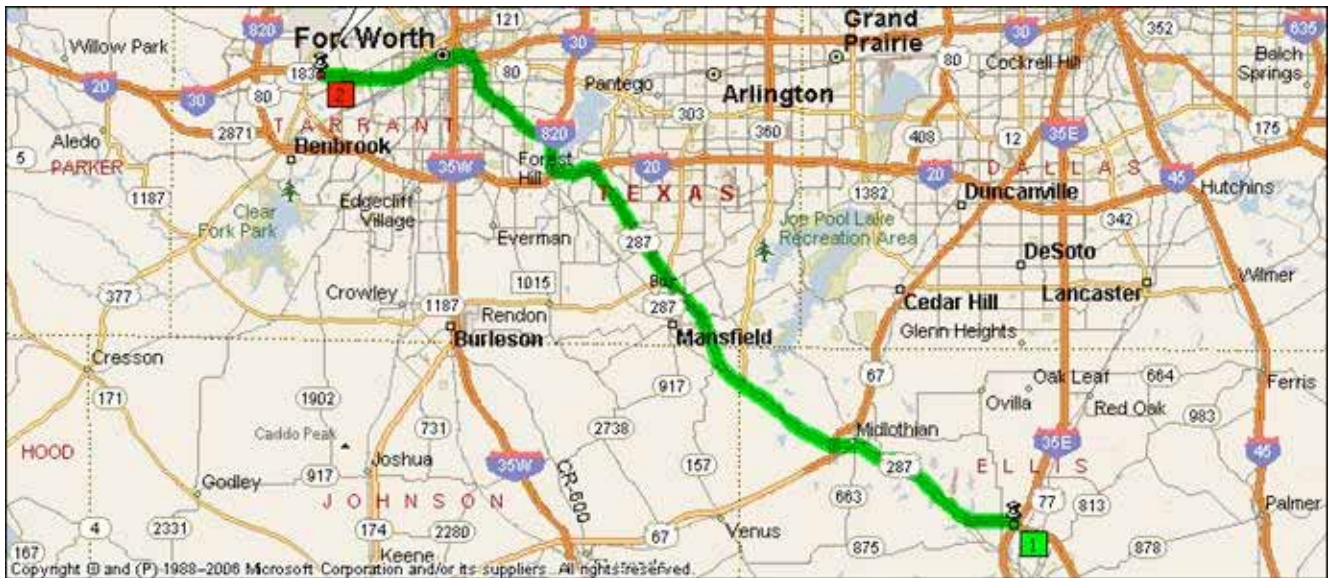 820
121
Grand
Prairie
30
352
635
Willow Park
Fort Worth
30
80
Cockrell Hill
Balch
Springs
20
183
2
80
Pantego
Arlington
30
80
303
2871
TARRANT
820
360
408
12
35E
175
Aledo
5
PARKER
Benbrook
35W
Forest
Hill
20
20
DALLAS
45
Hutchins
1187
TEXAS
1382
Duncanville
Edgecliff
Village
Clear
Fork Park
Everman
287
Joe Pool Lake
Recreation Area
342
DeSoto
377
1015
Wilmer
Crowley
1187
287
287
Cedar Hill
Lancaster
Rendon
Burleson
Mansfield
Glenn Heights
Cresson
67
171
1902
917
Oak Leaf
664
Ferris
Ovilla
Red Oak
983
Caddo Peak
731
2738
Midlothian
35E
HOOD
917
Joshua
35W
CR-600
157
287
ELLIS
45
Godley
JOHNSON
663
77
813
Palmer
4
2331
174
2280
67
Venus
1
167
Keene
875
878
Copyright © and (P) 1988–2006 Microsoft Corporation and/or its suppliers. All rights reserved.